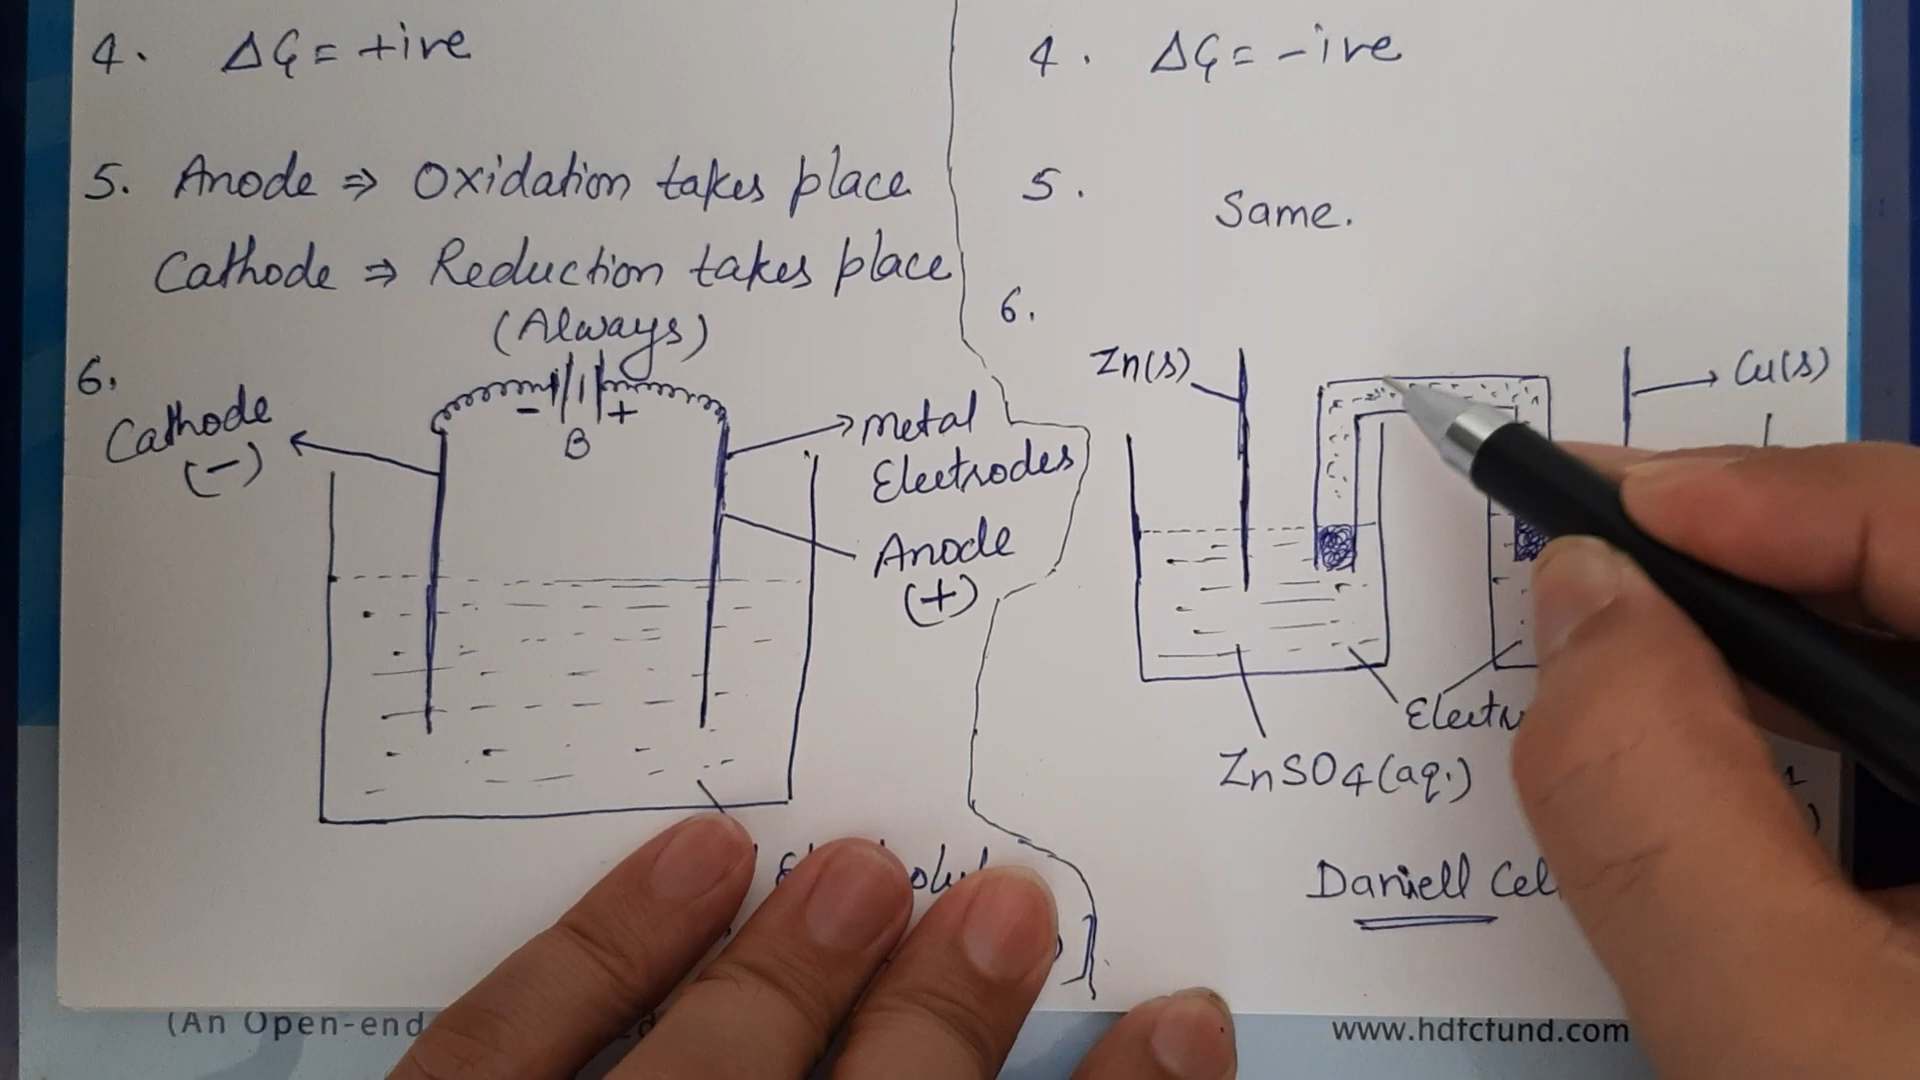 4. ΔG = +ive
5. Anode ⇒ Oxidation takes place
Cathode ⇒ Reduction takes place
(Always)
6.
Cathode
(-)
- +
B
Metal
Electrodes
Anode
(+)
4. ΔG = -ive
5. Same.
6.
Zn(s)
Cu(s)
ZnSO4(aq.)
Daniell Cel
(An Open-end
www.hdfcfund.com